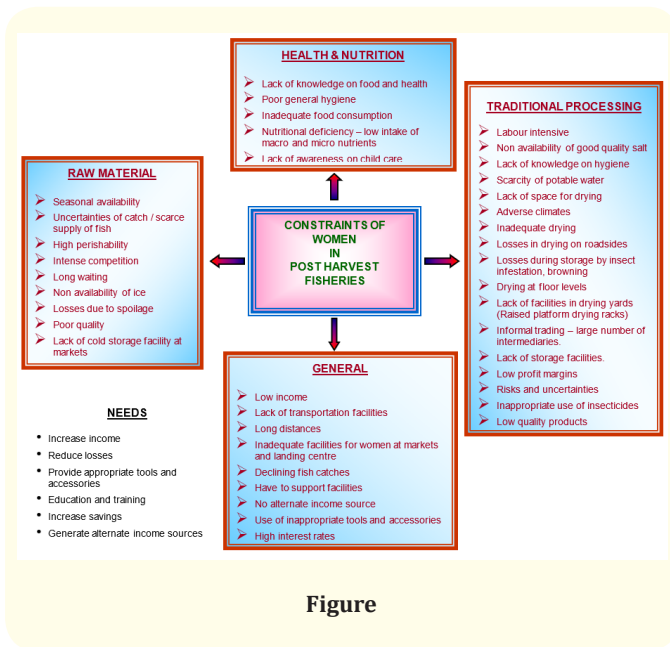 HEALTH & NUTRITION
Lack of knowledge on food and health
Poor general hygiene
Inadequate food consumption
Nutritional deficiency – low intake of
macro and micro nutrients
Lack of awareness on child care
TRADITIONAL PROCESSING
Labour intensive
Non availability of good quality salt
Lack of knowledge on hygiene
Scarcity of potable water
Lack of space for drying
Adverse climates
Inadequate drying
Losses in drying on roadsides
Losses during storage by insect
infestation, browning
Drying at floor levels
Lack of facilities in drying yards
(Raised platform drying racks)
Informal trading – large number of
intermediaries.
Lack of storage facilities.
Low profit margins
Risks and uncertainties
Inappropriate use of insecticides
Low quality products
RAW MATERIAL
Seasonal availability
Uncertainties of catch / scarce
supply of fish
High perishability
Intense competition
Long waiting
Non availability of ice
Losses due to spoilage
Poor quality
Lack of cold storage facility at
markets
CONSTRAINTS OF
WOMEN
IN
POST HARVEST
FISHERIES
GENERAL
Low income
Lack of transportation facilities
Long distances
Inadequate facilities for women at markets
and landing centre
Declining fish catches
Have to support facilities
No alternate income source
Use of inappropriate tools and accessories
High interest rates
NEEDS
• Increase income
• Reduce losses
• Provide appropriate tools and
accessories
• Education and training
• Increase savings
• Generate alternate income sources
Figure